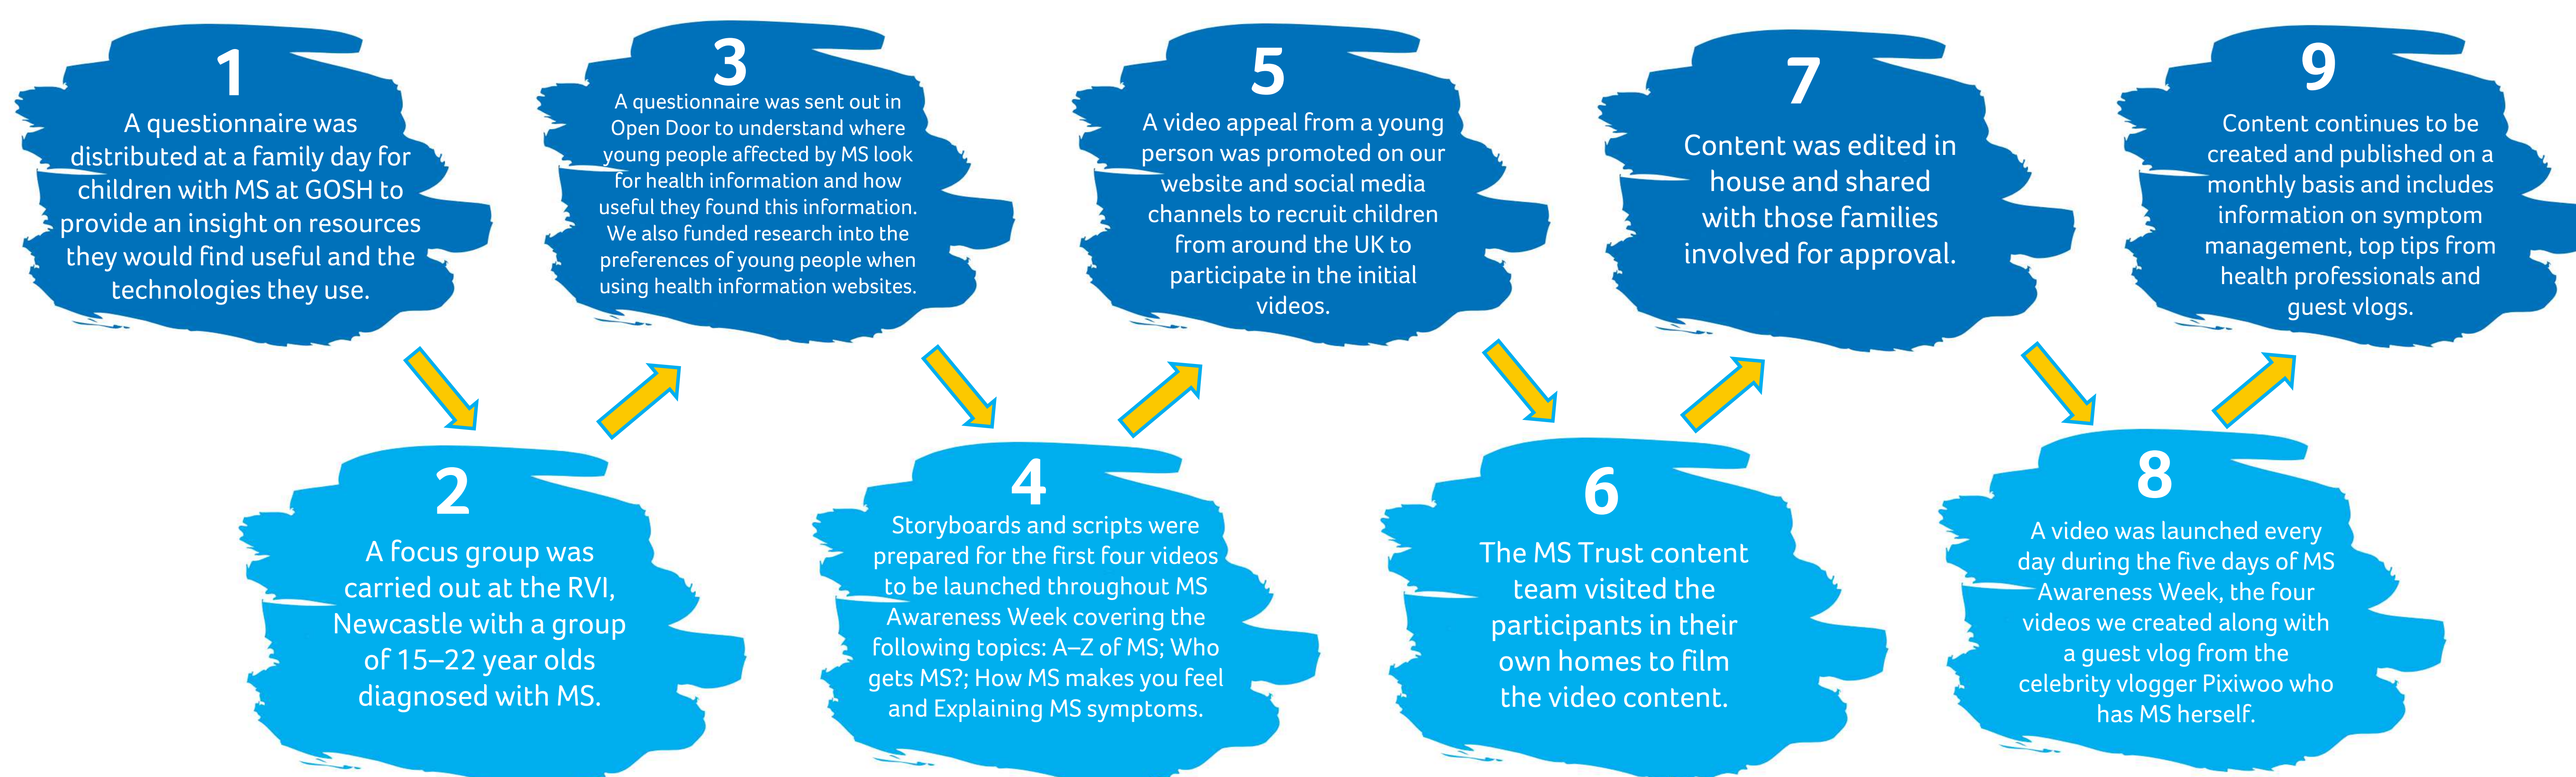 1
A questionnaire was
distributed at a family day for
children with MS at GOSH to
provide an insight on resources
they would find useful and the
technologies they use.
2
A focus group was
carried out at the RVI,
Newcastle with a group
of 15–22 year olds
diagnosed with MS.
3
A questionnaire was sent out in
Open Door to understand where
young people affected by MS look
for health information and how
useful they found this information.
We also funded research into the
preferences of young people when
using health information websites.
4
Storyboards and scripts were
prepared for the first four videos
to be launched throughout MS
Awareness Week covering the
following topics: A–Z of MS; Who
gets MS?; How MS makes you feel
and Explaining MS symptoms.
5
A video appeal from a young
person was promoted on our
website and social media
channels to recruit children
from around the UK to
participate in the initial
videos.
6
The MS Trust content
team visited the
participants in their
own homes to film
the video content.
7
Content was edited in
house and shared
with those families
involved for approval.
8
A video was launched every
day during the five days of MS
Awareness Week, the four
videos we created along with
a guest vlog from the
celebrity vlogger Pixiwoo who
has MS herself.
9
Content continues to be
created and published on a
monthly basis and includes
information on symptom
management, top tips from
health professionals and
guest vlogs.